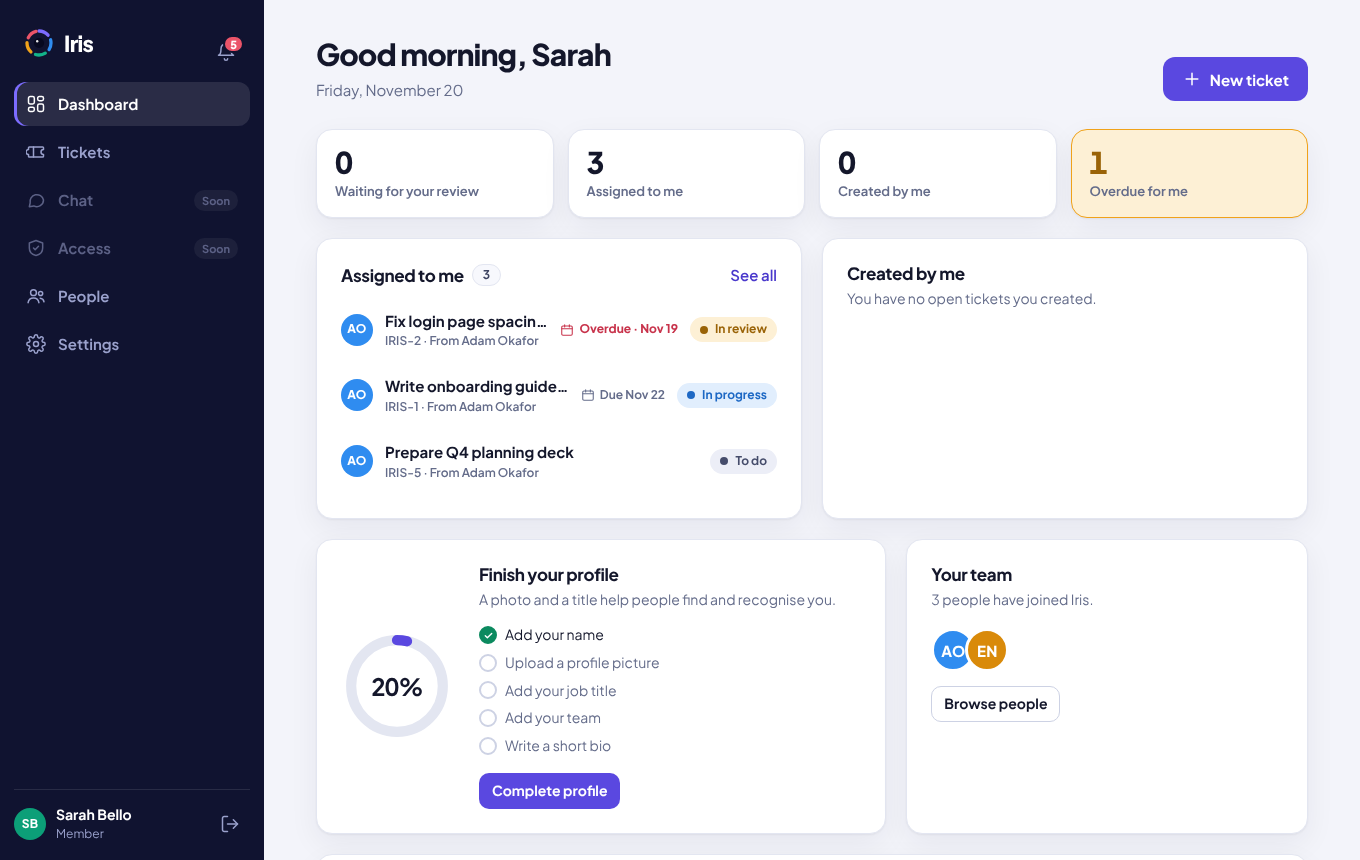 Iris
5
Dashboard
Tickets
Chat
Soon
Access
Soon
People
Settings
SB
Sarah Bello
Member
Good morning, Sarah
Friday, November 20
New ticket
0
Waiting for your review
3
Assigned to me
0
Created by me
1
Overdue for me
Assigned to me 3
See all
AO
Fix login page spacin…
IRIS-2 · From Adam Okafor
Overdue · Nov 19
In review
AO
Write onboarding guide…
IRIS-1 · From Adam Okafor
Due Nov 22
In progress
AO
Prepare Q4 planning deck
IRIS-5 · From Adam Okafor
To do
Created by me
You have no open tickets you created.
20%
Finish your profile
A photo and a title help people find and recognise you.
Add your name
Upload a profile picture
Add your job title
Add your team
Write a short bio
Complete profile
Your team
3 people have joined Iris.
AO
EN
Browse people